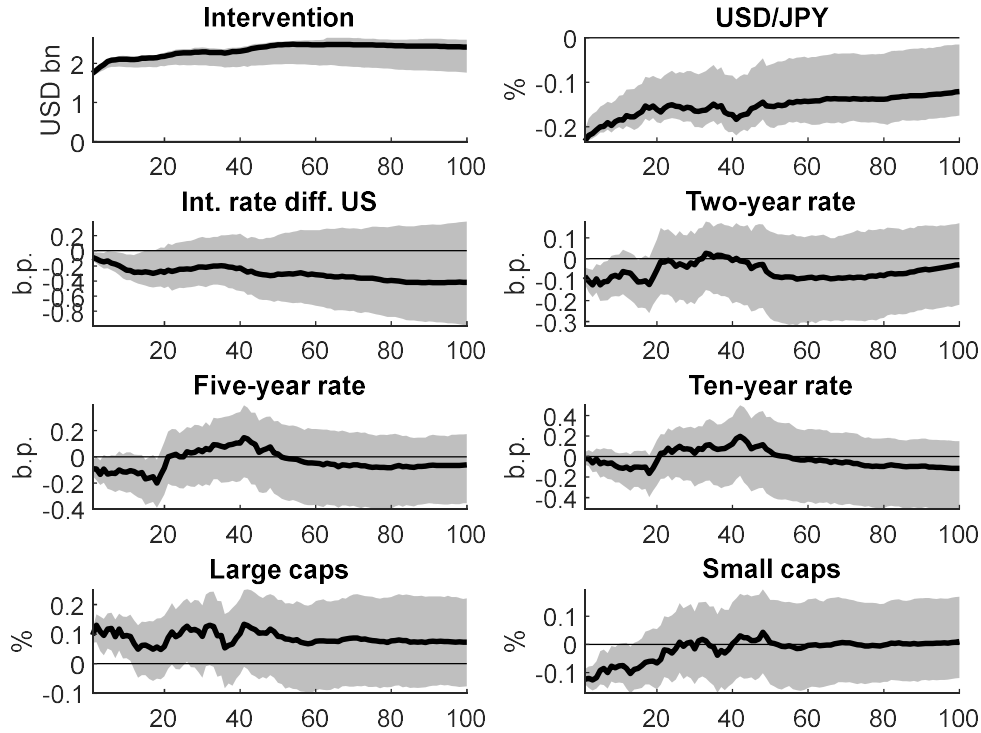 Intervention
USD bn
2
1
0
20 40 60 80 100
USD/JPY
%
0
-0.1
-0.2
20 40 60 80 100
Int. rate diff. US
b.p.
0.2
0
-0.2
-0.4
-0.6
-0.8
20 40 60 80 100
Two-year rate
b.p.
0.1
0
-0.1
-0.2
-0.3
20 40 60 80 100
Five-year rate
b.p.
0.2
0
-0.2
-0.4
20 40 60 80 100
Ten-year rate
b.p.
0.4
0.2
0
-0.2
-0.4
20 40 60 80 100
Large caps
%
0.2
0.1
0
-0.1
20 40 60 80 100
Small caps
%
0.1
0
-0.1
20 40 60 80 100